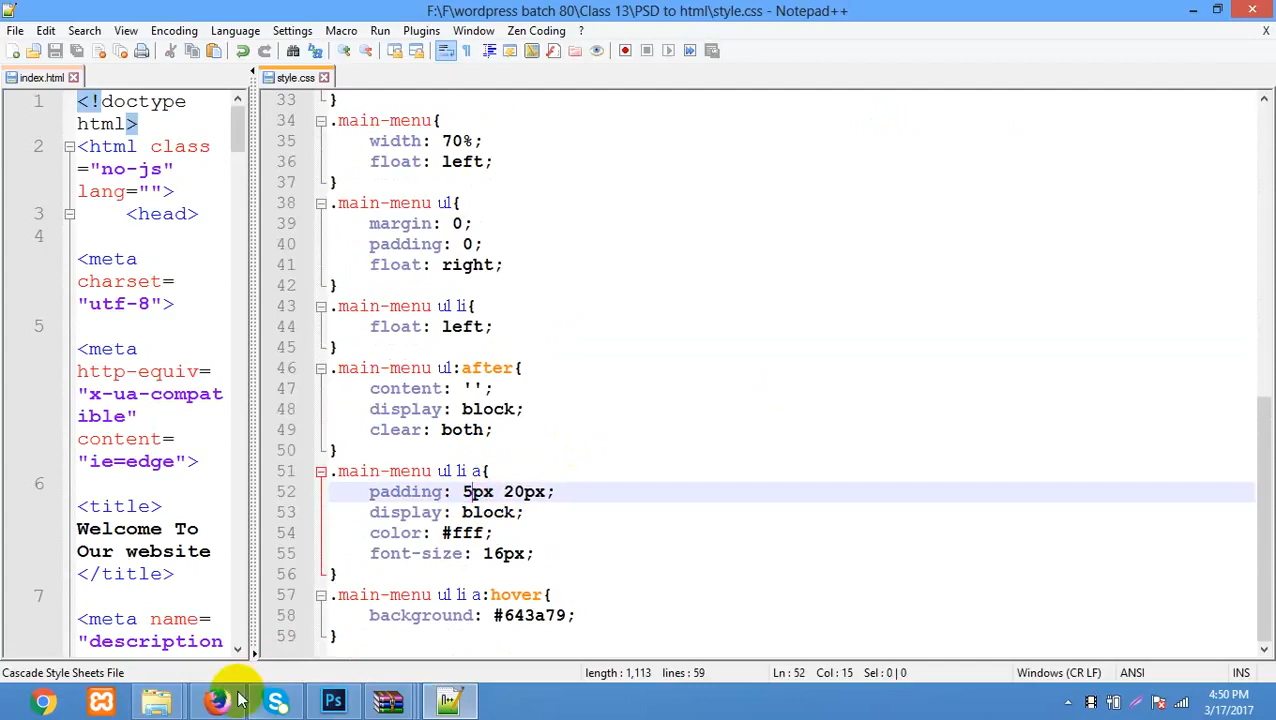 F:\F\wordpress batch 80\Class 13\PSD to html\style.css - Notepad++
File Edit Search View Encoding Language Settings Macro Run Plugins Window Zen Coding ? X
index.html style.css
1 <!doctype
html>
2 <html class
="no-js"
lang="">
3 <head>
4
<meta
charset=
"utf-8">
5
<meta
http-equiv=
"x-ua-compat
ible"
content=
"ie=edge">
6
<title>
Welcome To
Our website
</title>
7
<meta name=
"description
33 }
34 .main-menu{
35 width: 70%;
36 float: left;
37 }
38 .main-menu ul{
39 margin: 0;
40 padding: 0;
41 float: right;
42 }
43 .main-menu ul li{
44 float: left;
45 }
46 .main-menu ul:after{
47 content: '';
48 display: block;
49 clear: both;
50 }
51 .main-menu ul li a{
52 padding: 5px 20px;
53 display: block;
54 color: #fff;
55 font-size: 16px;
56 }
57 .main-menu ul li a:hover{
58 background: #643a79;
59 }
Cascade Style Sheets File length : 1,113 lines : 59 Ln : 52 Col : 15 Sel : 0 | 0 Windows (CR LF) ANSI INS
Ps
4:50 PM
3/17/2017